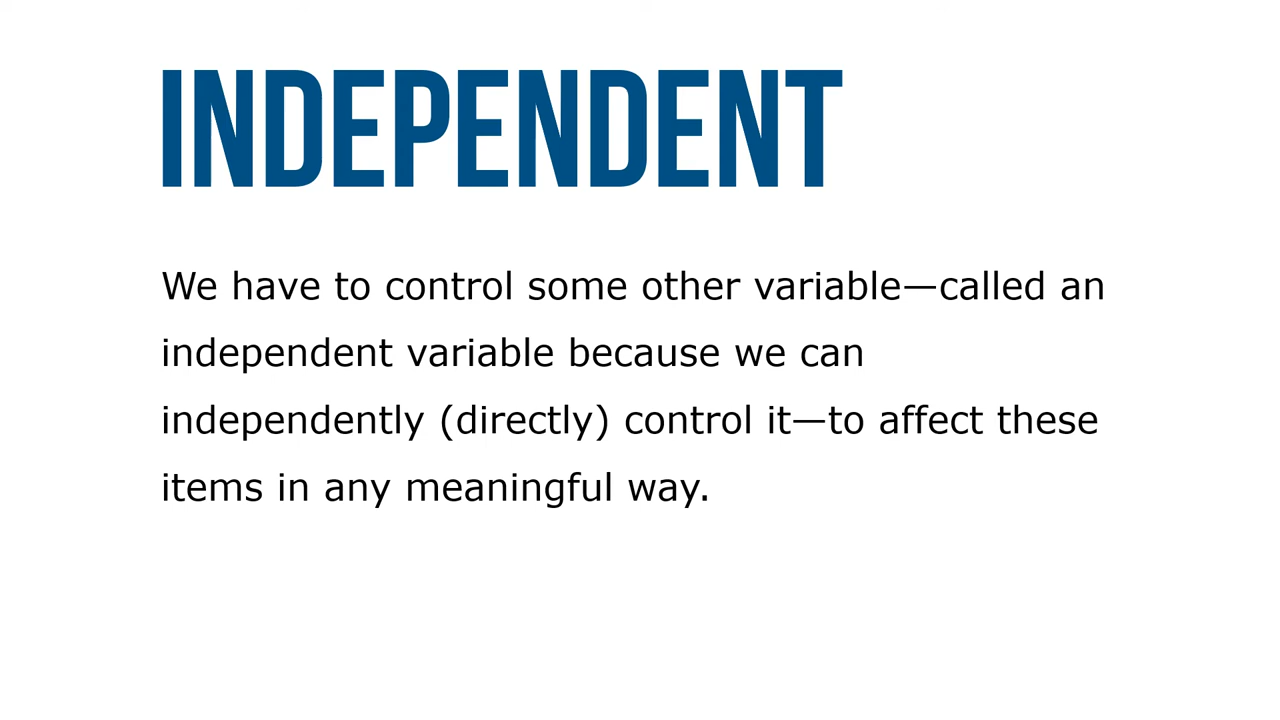 INDEPENDENT
We have to control some other variable—called an
independent variable because we can
independently (directly) control it—to affect these
items in any meaningful way.